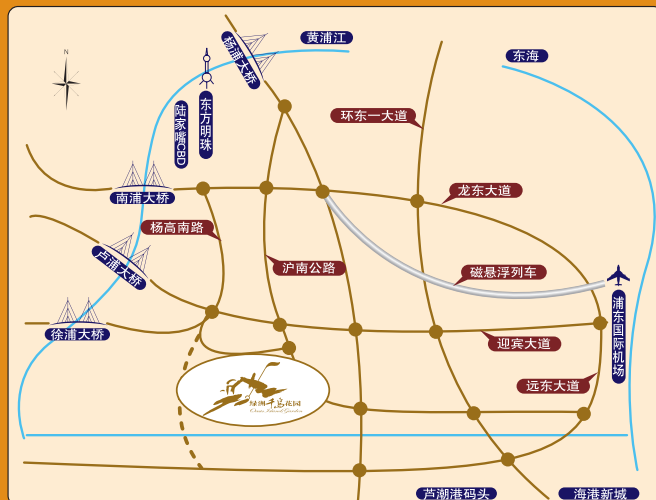 N
杨浦大桥
黄浦江
东海
东方明珠
陆家嘴CBD
环东一大道
南浦大桥
龙东大道
杨高南路
卢浦大桥
沪南公路
磁悬浮列车
浦东国际机场
徐浦大桥
迎宾大道
远东大道
绿洲千岛花园
芦潮港码头
海港新城